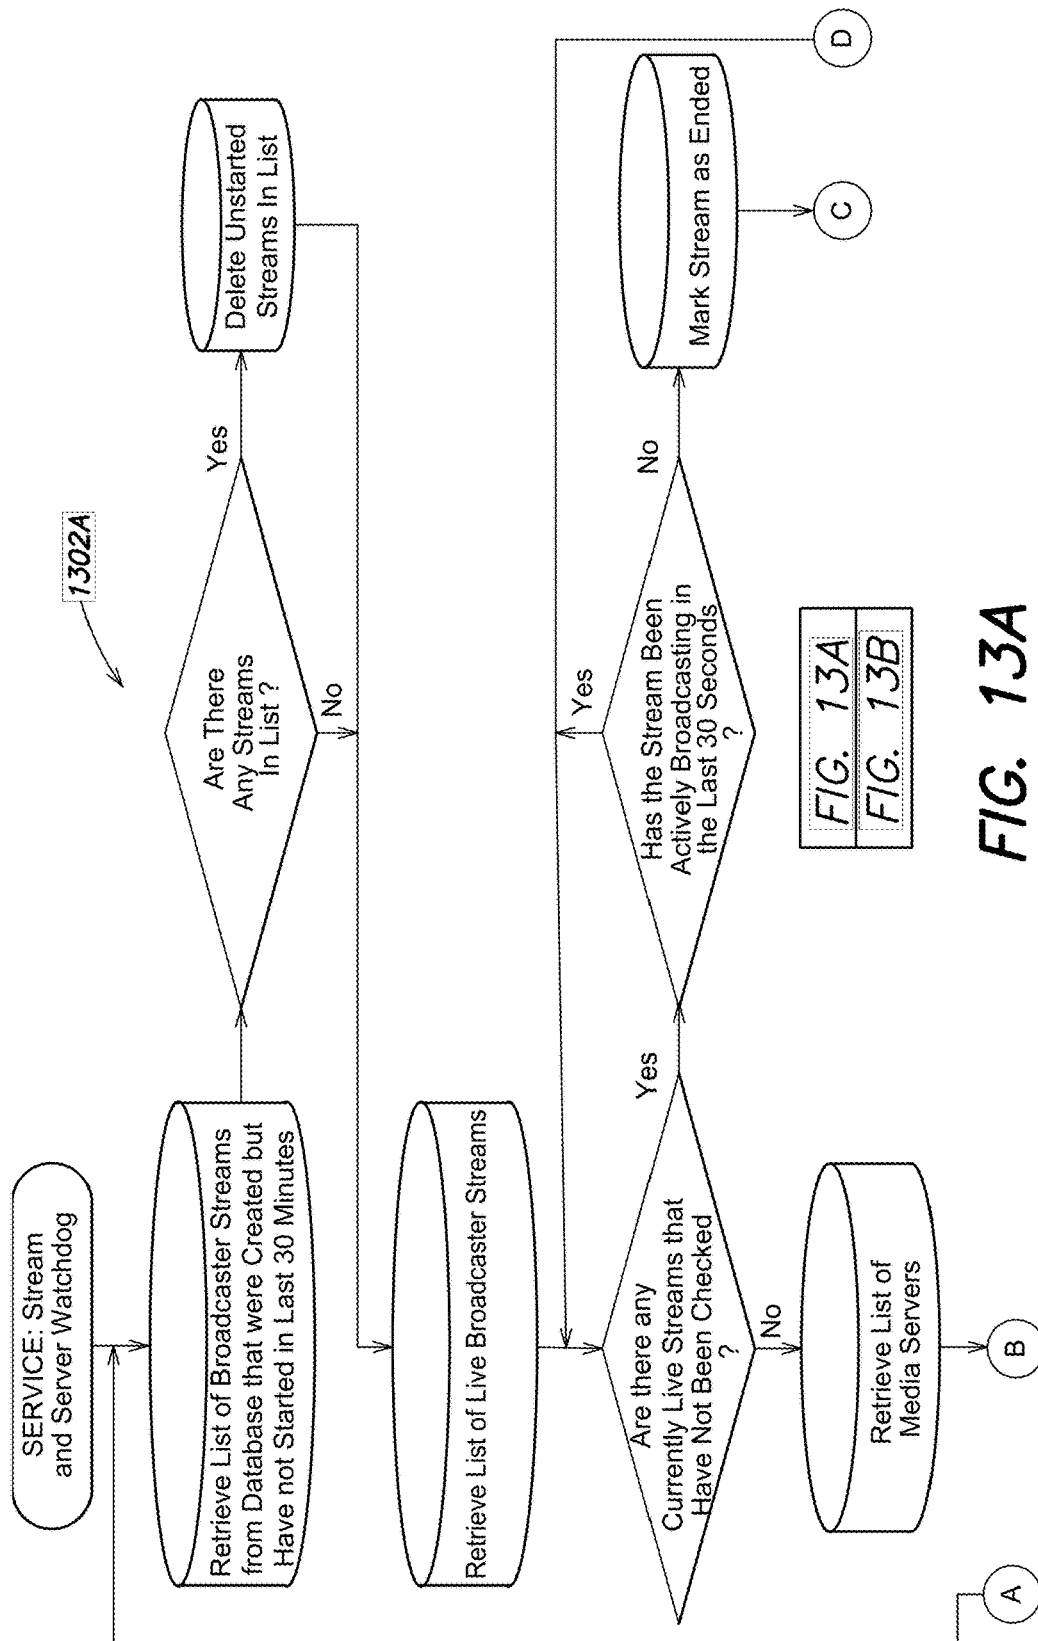 SERVICE: Stream
and Server Watchdog
1302A
Retrieve List of Broadcaster Streams
from Database that were Created but
Have not Started in Last 30 Minutes
Are There
Any Streams
In List ?
Yes
No
Delete Unstarted
Streams In List
Retrieve List of Live Broadcaster Streams
Are there any
Currently Live Streams that
Have Not Been Checked
?
Yes
No
Has the Stream Been
Actively Broadcasting in
the Last 30 Seconds
?
Yes
No
Mark Stream as Ended
Retrieve List of
Media Servers
A
B
C
D
FIG. 13A
FIG. 13B
FIG. 13A